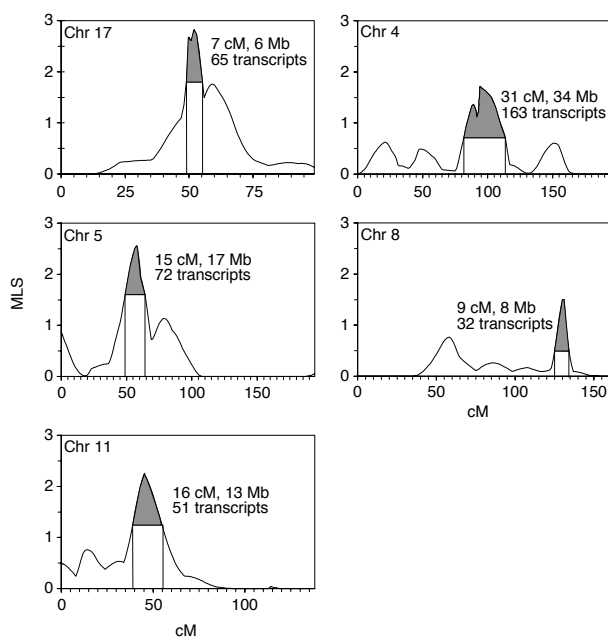 Chr 17
7 cM, 6 Mb
65 transcripts
3
2
1
0
0 25 50 75
Chr 4
31 cM, 34 Mb
163 transcripts
3
2
1
0
0 50 100 150
Chr 5
15 cM, 17 Mb
72 transcripts
3
2
1
0
0 50 100 150
MLS
Chr 8
9 cM, 8 Mb
32 transcripts
3
2
1
0
0 50 100 150
cM
Chr 11
16 cM, 13 Mb
51 transcripts
3
2
1
0
0 50 100
cM